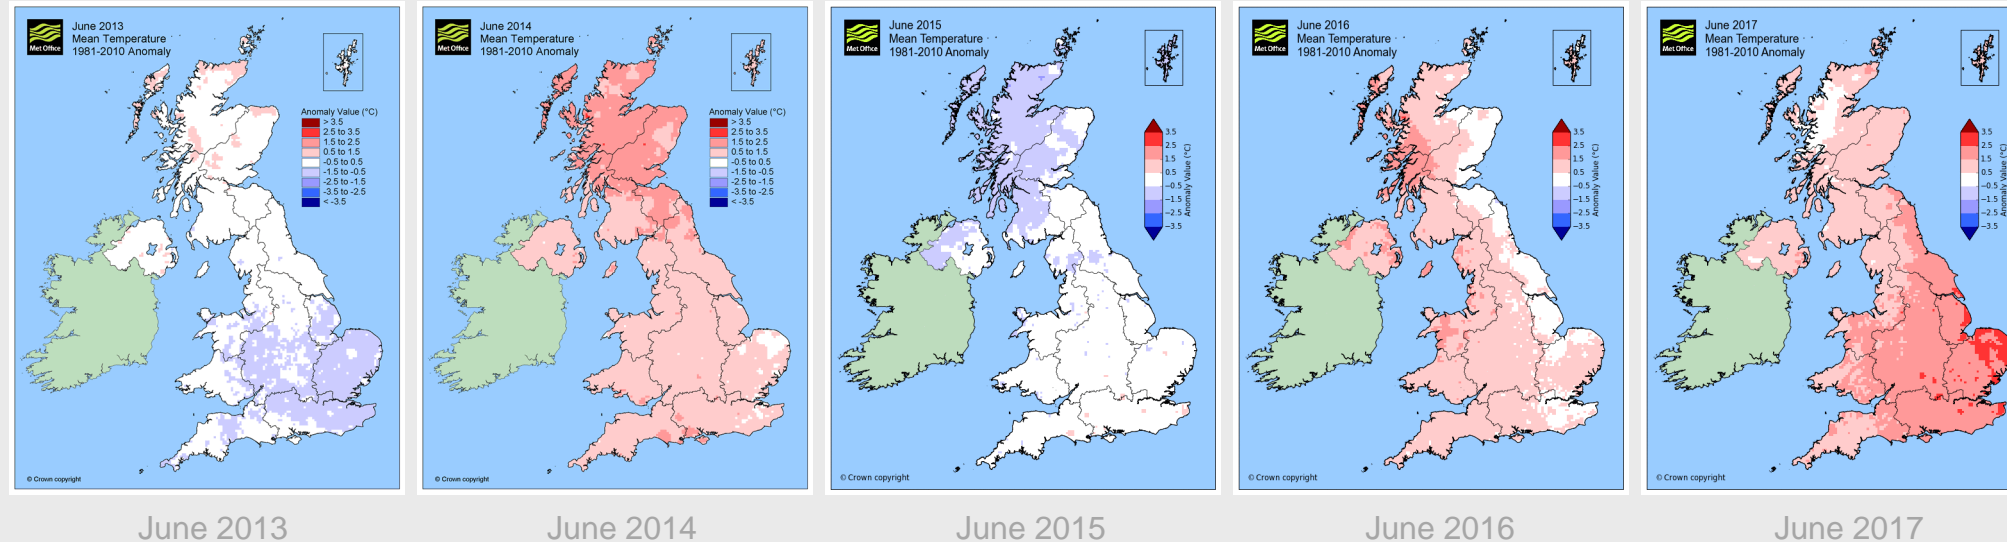 June 2013
Mean Temperature
1981-2010 Anomaly
Met Office
Anomaly Value (°C)
> 3.5
2.5 to 3.5
1.5 to 2.5
0.5 to 1.5
-0.5 to 0.5
-1.5 to -0.5
-2.5 to -1.5
-3.5 to -2.5
< -3.5
© Crown copyright
June 2013
June 2014
Mean Temperature
1981-2010 Anomaly
Met Office
Anomaly Value (°C)
> 3.5
2.5 to 3.5
1.5 to 2.5
0.5 to 1.5
-0.5 to 0.5
-1.5 to -0.5
-2.5 to -1.5
-3.5 to -2.5
< -3.5
© Crown copyright
June 2014
June 2015
Mean Temperature
1981-2010 Anomaly
Met Office
3.5
2.5
1.5
0.5
−0.5
−1.5
−2.5
−3.5
Anomaly Value (°C)
© Crown copyright
June 2015
June 2016
Mean Temperature
1981-2010 Anomaly
Met Office
3.5
2.5
1.5
0.5
−0.5
−1.5
−2.5
−3.5
Anomaly Value (°C)
© Crown copyright
June 2016
June 2017
Mean Temperature
1981-2010 Anomaly
Met Office
3.5
2.5
1.5
0.5
−0.5
−1.5
−2.5
−3.5
Anomaly Value (°C)
© Crown copyright
June 2017